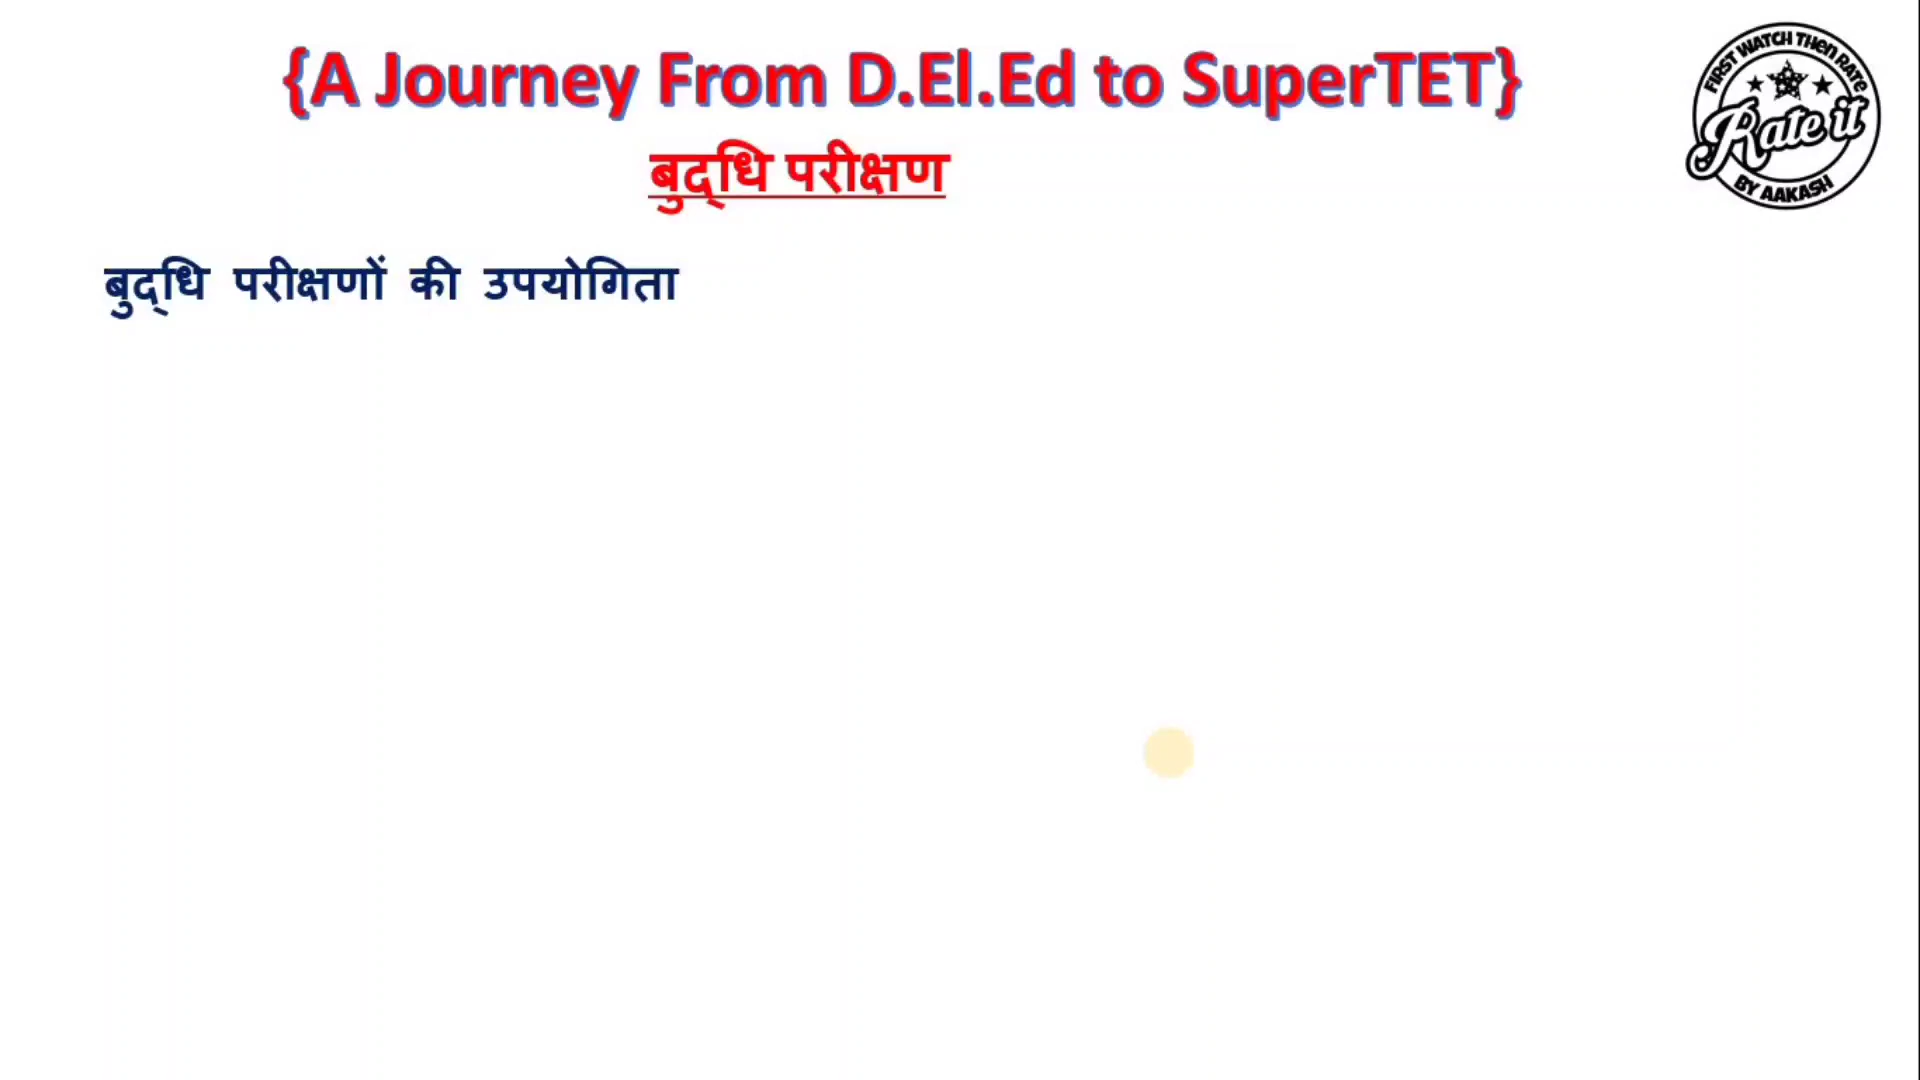 {A Journey From D.El.Ed to SuperTET}
बुद्धि परीक्षण
बुद्धि परीक्षणों की उपयोगिता
FIRST WATCH THEN RATE
Rate it
BY AAKASH